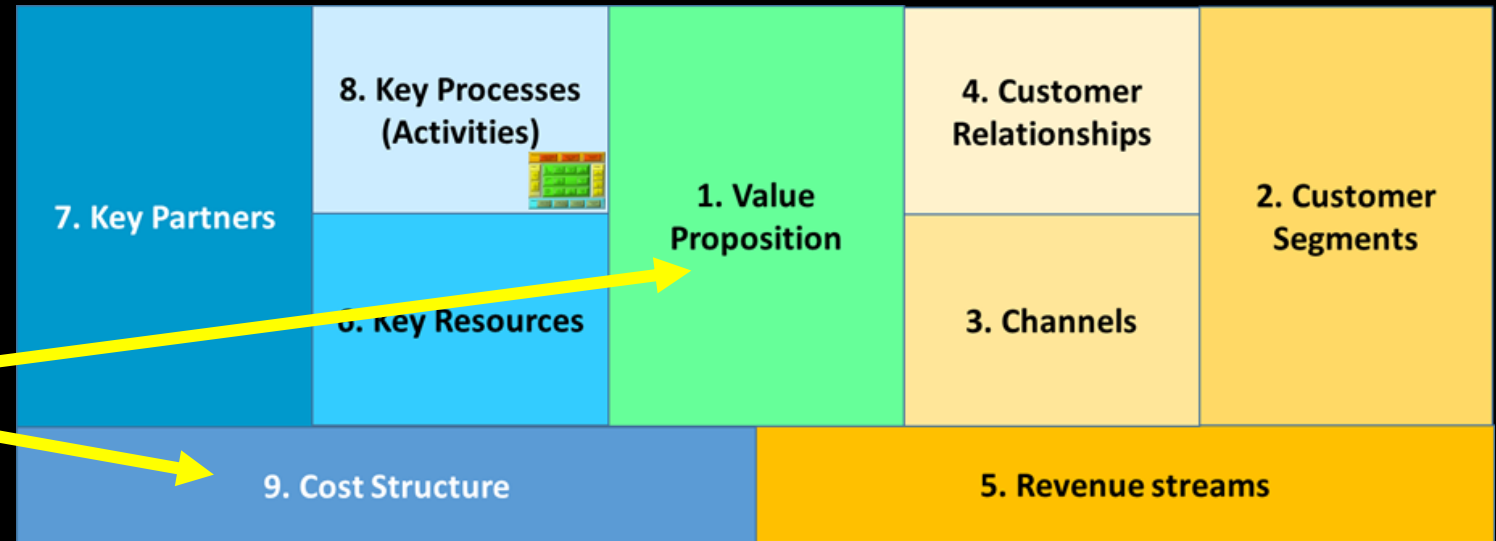 7. Key Partners
8. Key Processes
(Activities)
6. Key Resources
1. Value
Proposition
4. Customer
Relationships
3. Channels
2. Customer
Segments
9. Cost Structure
5. Revenue streams